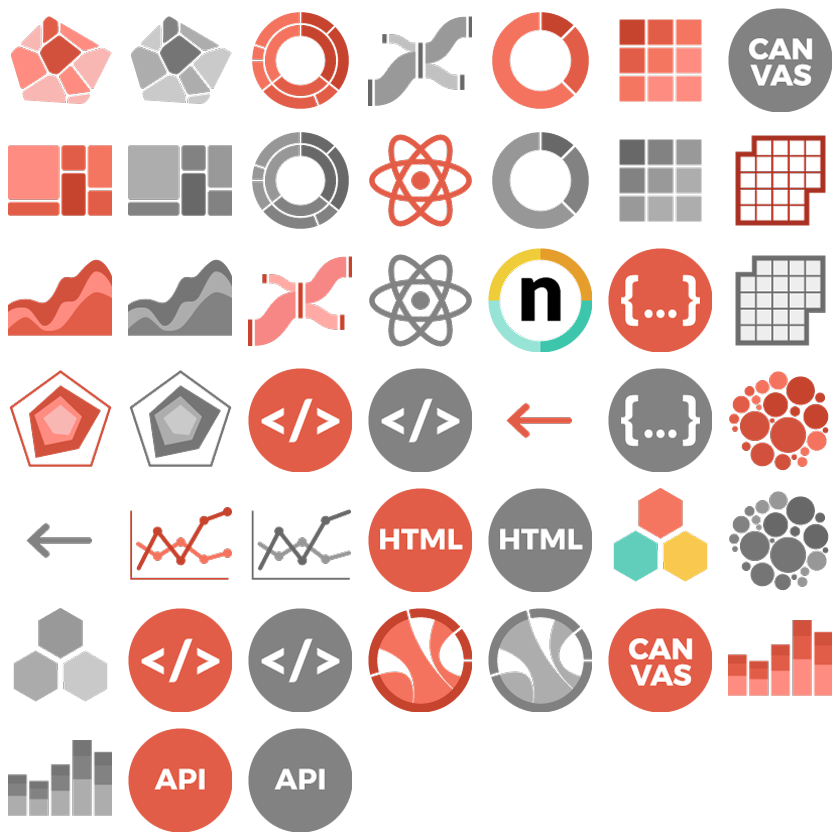 CAN
VAS
n
{...}
</>
</>
{...}
HTML
HTML
</>
</>
CAN
VAS
API
API